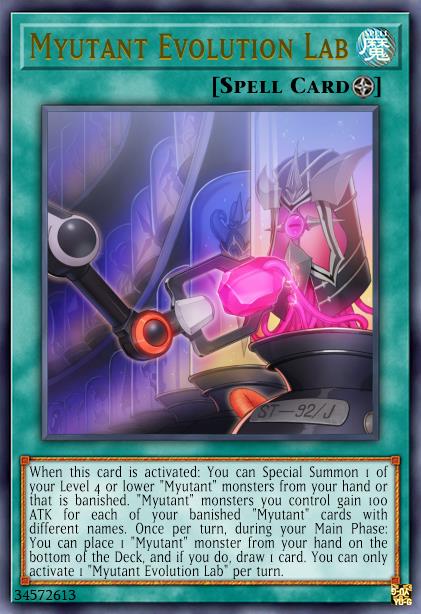 MYUTANT EVOLUTION LAB
SPELL
魔
[SPELL CARD]
ST-92/J
When this card is activated: You can Special Summon 1 of
your Level 4 or lower "Myutant" monsters from your hand or
that is banished. "Myutant" monsters you control gain 100
ATK for each of your banished "Myutant" cards with
different names. Once per turn, during your Main Phase:
You can place 1 "Myutant" monster from your hand on the
bottom of the Deck, and if you do, draw 1 card. You can only
activate 1 "Myutant Evolution Lab" per turn.
34572613